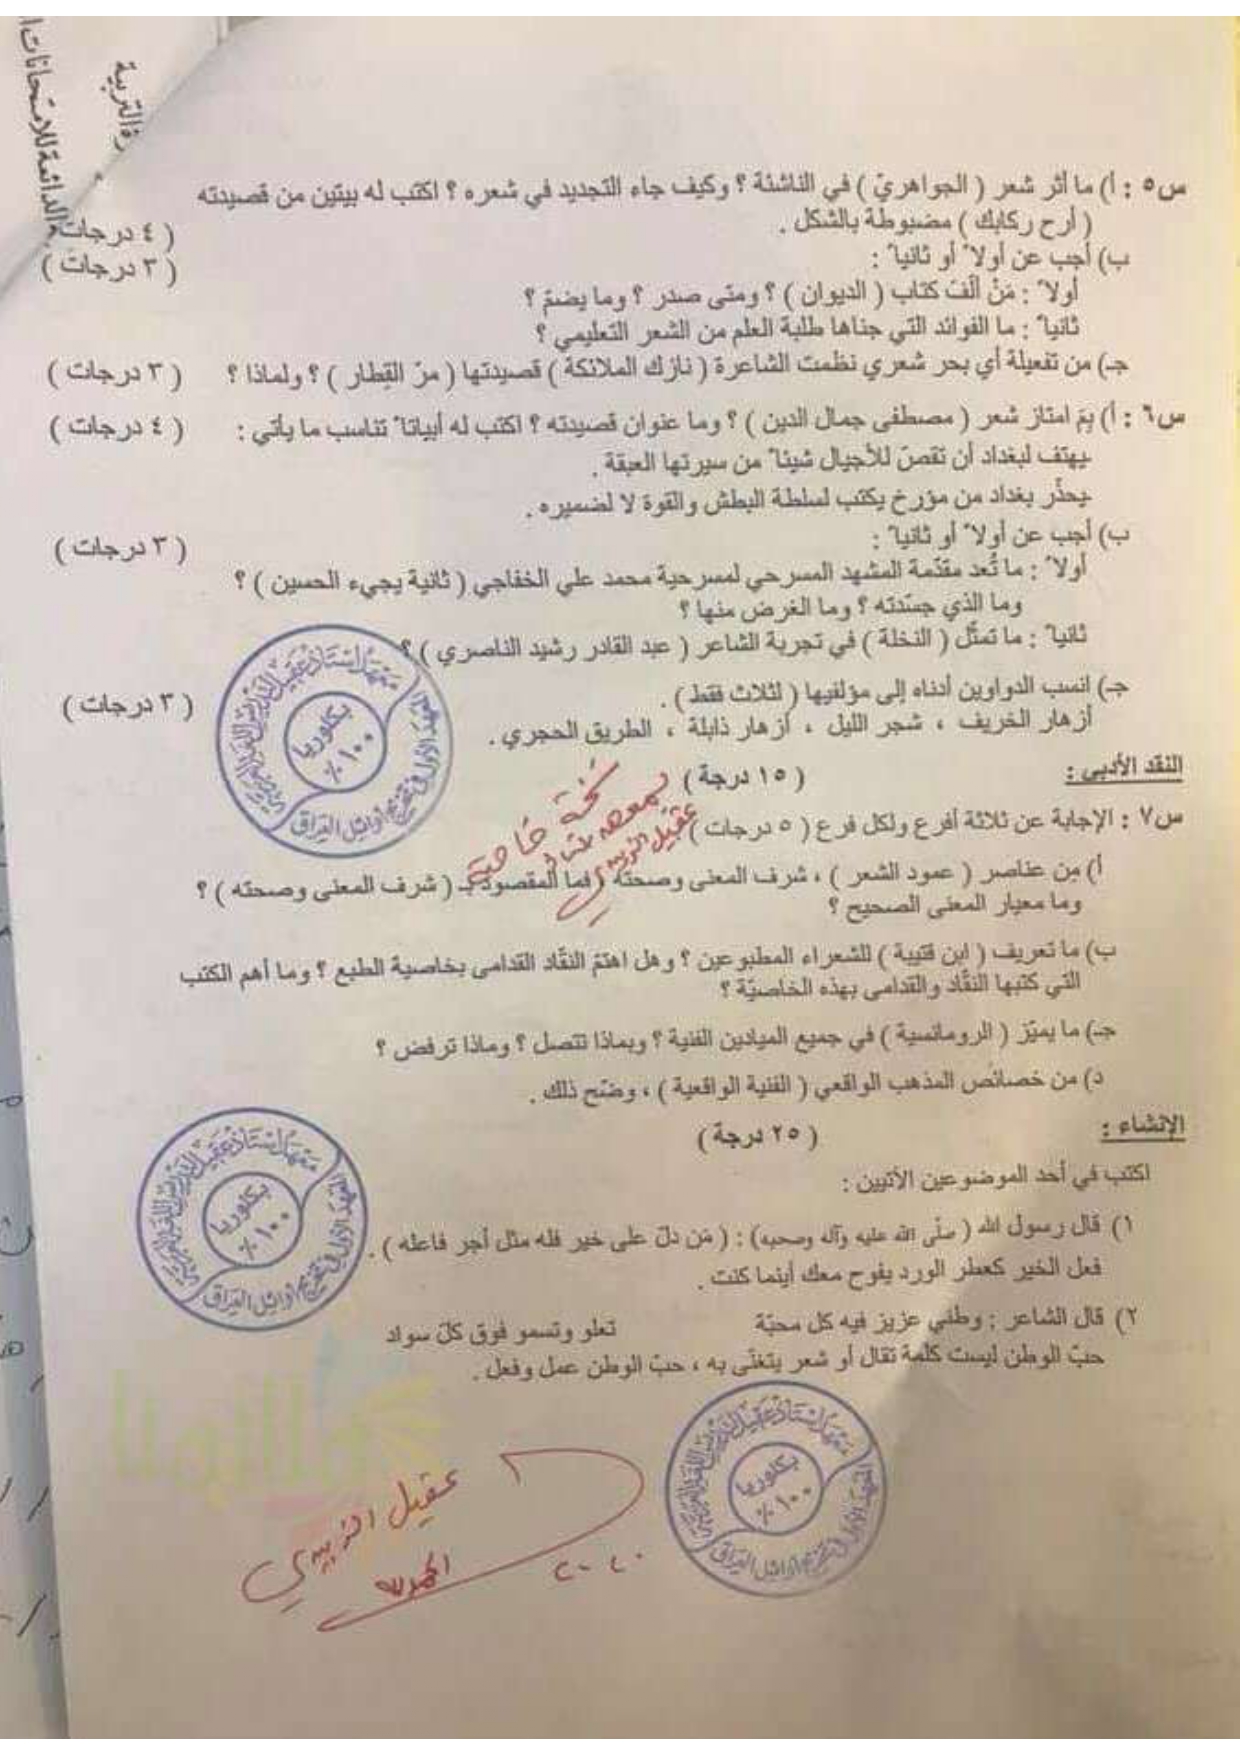 رة التربية
الدائمة للامتحانات
س٥ : أ) ما أثر شعر ( الجواهريّ ) في الناشئة ؟ وكيف جاء التجديد في شعره ؟ اكتب له بيتين من قصيدته
( أرح ركابك ) مضبوطة بالشكل . ( ٤ درجات )
ب) أجب عن أولاً أو ثانياً : ( ٣ درجات )
أولاً : مَنْ ألّف كتاب ( الديوان ) ؟ ومتى صدر ؟ وما يضمّ ؟
ثانياً : ما الفوائد التي جناها طلبة العلم من الشعر التعليمي ؟
جـ) من تفعيلة أي بحر شعري نظمت الشاعرة ( نازك الملائكة ) قصيدتها ( مرّ القِطار ) ؟ ولماذا ؟ ( ٣ درجات )
س٦ : أ) بِمَ امتاز شعر ( مصطفى جمال الدين ) ؟ وما عنوان قصيدته ؟ اكتب له أبياتاً تناسب ما يأتي : ( ٤ درجات )
-يهتف لبغداد أن تقصّ للأجيال شيئاً من سيرتها العبقة .
-يحذّر بغداد من مؤرخ يكتب لسلطة البطش والقوة لا لضميره .
ب) أجب عن أولاً أو ثانياً : ( ٣ درجات )
أولاً : ما تُعد مقدّمة المشهد المسرحي لمسرحية محمد علي الخفاجي ( ثانية يجيء الحسين ) ؟
وما الذي جسّدته ؟ وما الغرض منها ؟
ثانياً : ما تمثّل ( النخلة ) في تجربة الشاعر ( عبد القادر رشيد الناصري ) ؟
جـ) انسب الدواوين أدناه إلى مؤلفيها ( لثلاث فقط ) . ( ٣ درجات )
أزهار الخريف ، شجر الليل ، أزهار ذابلة ، الطريق الحجري .
النقد الأدبي : ( ١٥ درجة )
س٧ : الإجابة عن ثلاثة أفرع ولكل فرع ( ٥ درجات )
أ) مِن عناصر ( عمود الشعر ) ، شرف المعنى وصحته ، فما المقصود بـ ( شرف المعنى وصحته ) ؟
وما معيار المعنى الصحيح ؟
ب) ما تعريف ( ابن قتيبة ) للشعراء المطبوعين ؟ وهل اهتمّ النقّاد القدامى بخاصية الطبع ؟ وما أهم الكتب
التي كتبها النقّاد والقدامى بهذه الخاصيّة ؟
جـ) ما يميّز ( الرومانسية ) في جميع الميادين الفنية ؟ وبماذا تتصل ؟ وماذا ترفض ؟
د) من خصائص المذهب الواقعي ( الفنية الواقعية ) ، وضّح ذلك .
الإنشاء : ( ٢٥ درجة )
اكتب في أحد الموضوعين الآتيين :
١) قال رسول الله ( صلّى الله عليه وآله وصحبه) : ( مَن دلّ على خير فله مثل أجر فاعله ) .
فعل الخير كعطر الورد يفوح معك أينما كنت .
٢) قال الشاعر : وطني عزيز فيه كل محبّة تعلو وتسمو فوق كلّ سواد
حبّ الوطن ليست كلمة تقال أو شعر يتغنّى به ، حبّ الوطن عمل وفعل .
نسخة خاصة
عقيل الزبيدي
بكلوريا
١٠٠ %
بكلوريا
١٠٠ %
بكلوريا
١٠٠ %
ملازمنا
عقيل الزبيدي
الحمد لله
٢٠٢٠